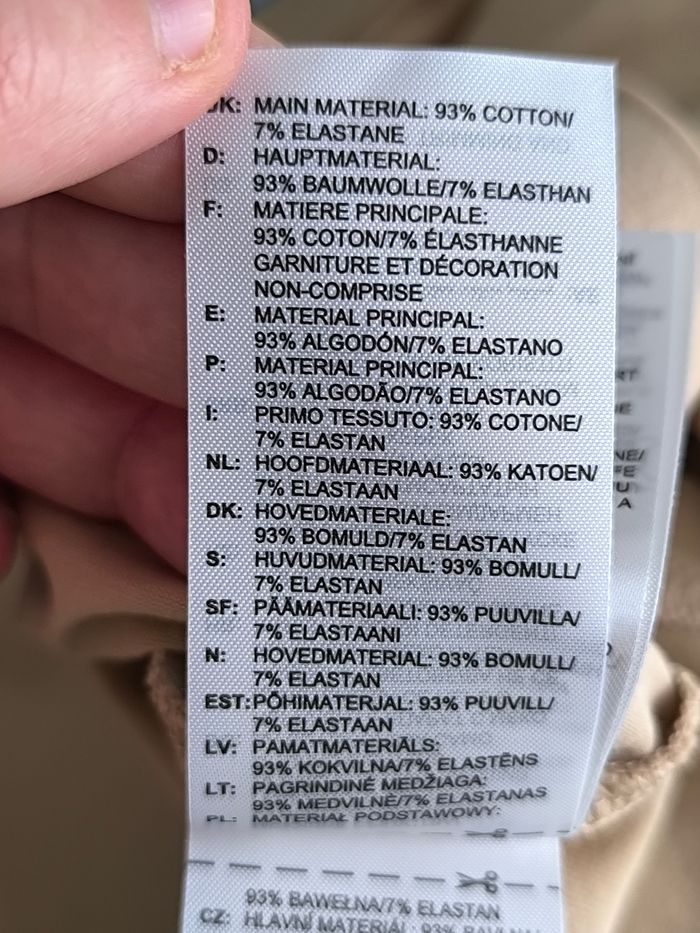 UK: MAIN MATERIAL: 93% COTTON/
7% ELASTANE
D: HAUPTMATERIAL:
93% BAUMWOLLE/7% ELASTHAN
F: MATIERE PRINCIPALE:
93% COTON/7% ÉLASTHANNE
GARNITURE ET DÉCORATION
NON-COMPRISE
E: MATERIAL PRINCIPAL:
93% ALGODÓN/7% ELASTANO
P: MATERIAL PRINCIPAL:
93% ALGODÃO/7% ELASTANO
I: PRIMO TESSUTO: 93% COTONE/
7% ELASTAN
NL: HOOFDMATERIAAL: 93% KATOEN/
7% ELASTAAN
DK: HOVEDMATERIALE:
93% BOMULD/7% ELASTAN
S: HUVUDMATERIAL: 93% BOMULL/
7% ELASTAN
SF: PÄÄMATERIAALI: 93% PUUVILLA/
7% ELASTAANI
N: HOVEDMATERIAL: 93% BOMULL/
7% ELASTAN
EST: PÕHIMATERJAL: 93% PUUVILL/
7% ELASTAAN
LV: PAMATMATERIĀLS:
93% KOKVILNA/7% ELASTĒNS
LT: PAGRINDINĖ MEDŽIAGA:
93% MEDVILNĖ/7% ELASTANAS
PL: MATERIAŁ PODSTAWOWY:
93% BAWEŁNA/7% ELASTAN
CZ: HLAVNÍ MATERIÁL: 93% BAVLNA/